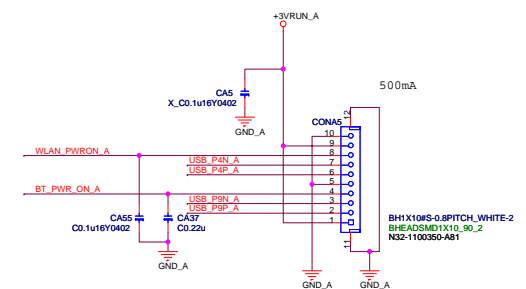 +3VRUN_A
500mA
CA5
X_C0.1u16Y0402
GND_A
CONA5
12
10
9
WLAN_PWRON_A
8
USB_P4N_A
7
USB_P4P_A
6
5
BT_PWR_ON_A
4
USB_P9N_A
3
USB_P9P_A
2
1
CA55
C0.1u16Y0402
CA37
C0.22u
BH1X10#S-0.8PITCH_WHITE-2
BHEADSMD1X10_90_2
N32-1100350-A81
11
GND_A
GND_A
GND_A